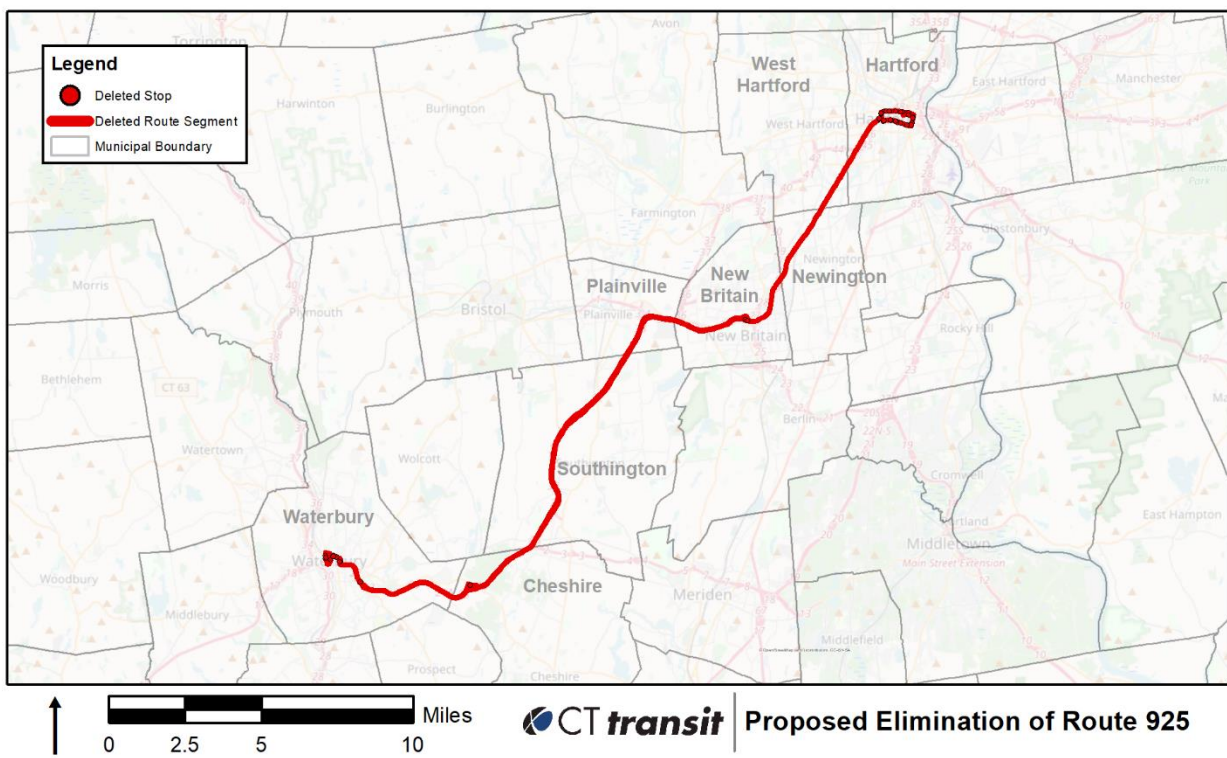 Legend
Deleted Stop
Deleted Route Segment
Municipal Boundary
Torrington
Avon
West
Hartford
Hartford
East Hartford
Manchester
Harwinton
Burlington
West Hartford
Farmington
Glastonbury
Morris
Plymouth
Bristol
Plainville
Plainville
New
Britain
New Britain
Newington
Newington
Rocky Hill
Bethlehem
CT 63
Watertown
Wolcott
Berlin
Southington
Cromwell
East Hampton
Waterbury
Waterbury
Middletown
Main Street Extension
Woodbury
Middlebury
Cheshire
Meriden
Middlefield
Prospect
Cheshire
Miles
0
2.5
5
10
CTtransit
Proposed Elimination of Route 925